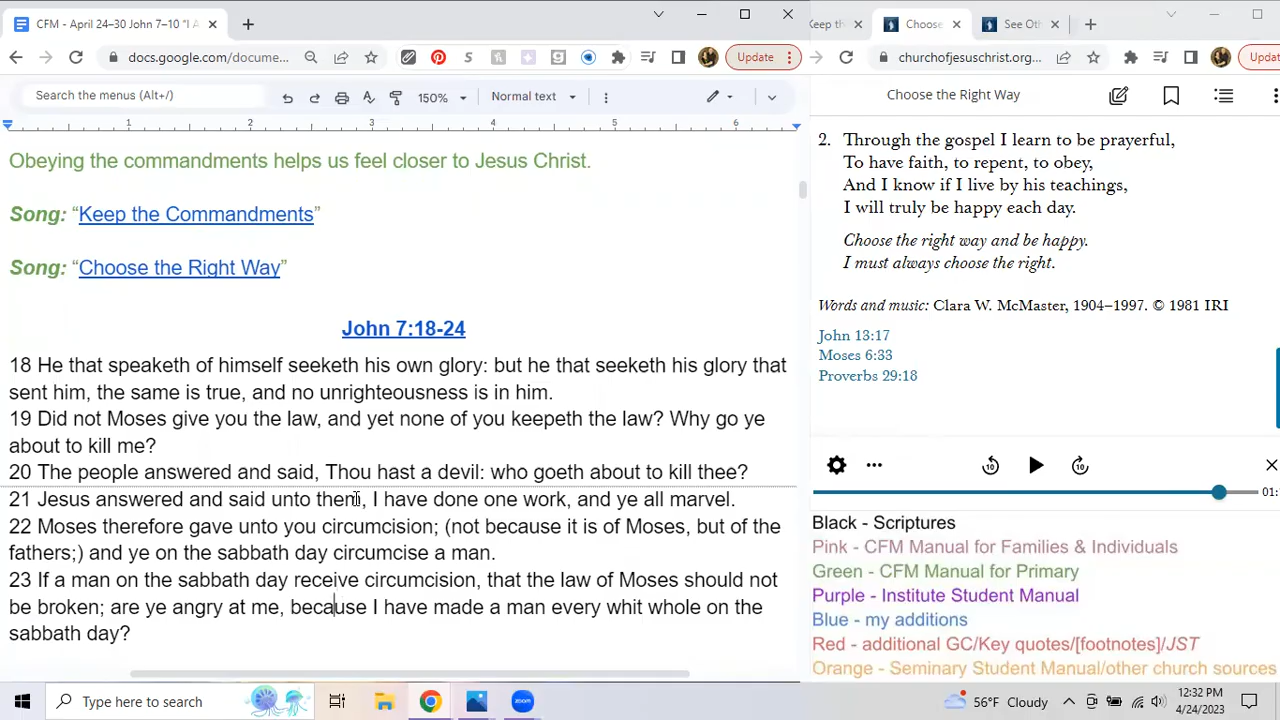 CFM - April 24–30 John 7–10 "I A
Keep the
Choose
See Oth
docs.google.com/docume...
Update
churchofjesuschrist.org...
Updat
Search the menus (Alt+/)
150%
Normal text
Choose the Right Way
1 2 3 4 5 6
Obeying the commandments helps us feel closer to Jesus Christ.
Song: “Keep the Commandments”
Song: “Choose the Right Way”
John 7:18-24
18 He that speaketh of himself seeketh his own glory: but he that seeketh his glory that
sent him, the same is true, and no unrighteousness is in him.
19 Did not Moses give you the law, and yet none of you keepeth the law? Why go ye
about to kill me?
20 The people answered and said, Thou hast a devil: who goeth about to kill thee?
21 Jesus answered and said unto them, I have done one work, and ye all marvel.
22 Moses therefore gave unto you circumcision; (not because it is of Moses, but of the
fathers;) and ye on the sabbath day circumcise a man.
23 If a man on the sabbath day receive circumcision, that the law of Moses should not
be broken; are ye angry at me, because I have made a man every whit whole on the
sabbath day?
2. Through the gospel I learn to be prayerful,
To have faith, to repent, to obey,
And I know if I live by his teachings,
I will truly be happy each day.
Choose the right way and be happy.
I must always choose the right.
Words and music: Clara W. McMaster, 1904–1997. © 1981 IRI
John 13:17
Moses 6:33
Proverbs 29:18
10
10
01:
Black - Scriptures
Pink - CFM Manual for Families & Individuals
Green - CFM Manual for Primary
Purple - Institute Student Manual
Blue - my additions
Red - additional GC/Key quotes/[footnotes]/JST
Orange - Seminary Student Manual/other church sources
Type here to search
zoom
56°F Cloudy
12:32 PM
4/24/2023